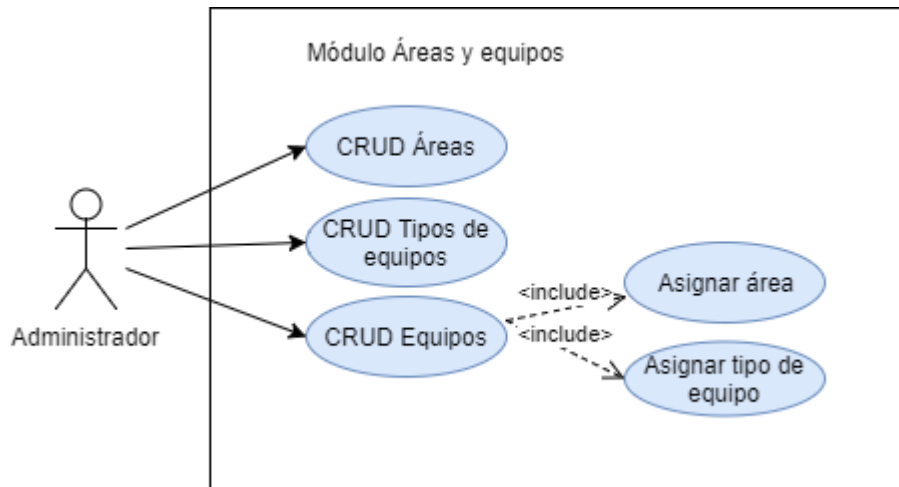 Módulo Áreas y equipos
CRUD Áreas
CRUD Tipos de
equipos
<include>
Asignar área
Administrador
CRUD Equipos
<include>
Asignar tipo de
equipo